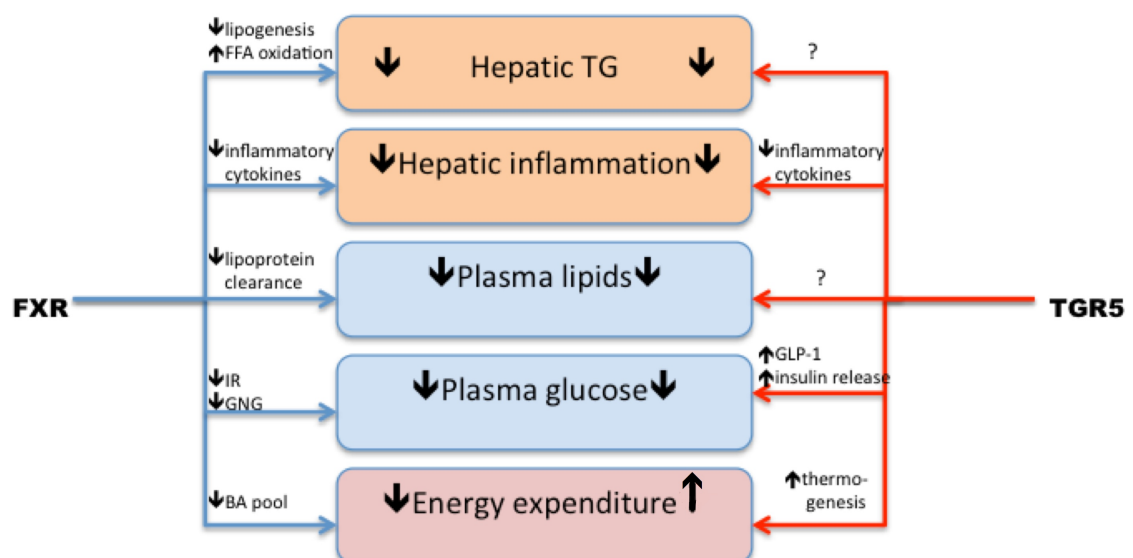 ↓lipogenesis
↑FFA oxidation
↓ Hepatic TG ↓
?
↓inflammatory
cytokines
↓Hepatic inflammation↓
↓inflammatory
cytokines
↓lipoprotein
clearance
↓Plasma lipids↓
?
FXR
TGR5
↓IR
↓GNG
↓Plasma glucose↓
↑GLP-1
↑insulin release
↓BA pool
↓Energy expenditure↑
↑thermo-
genesis